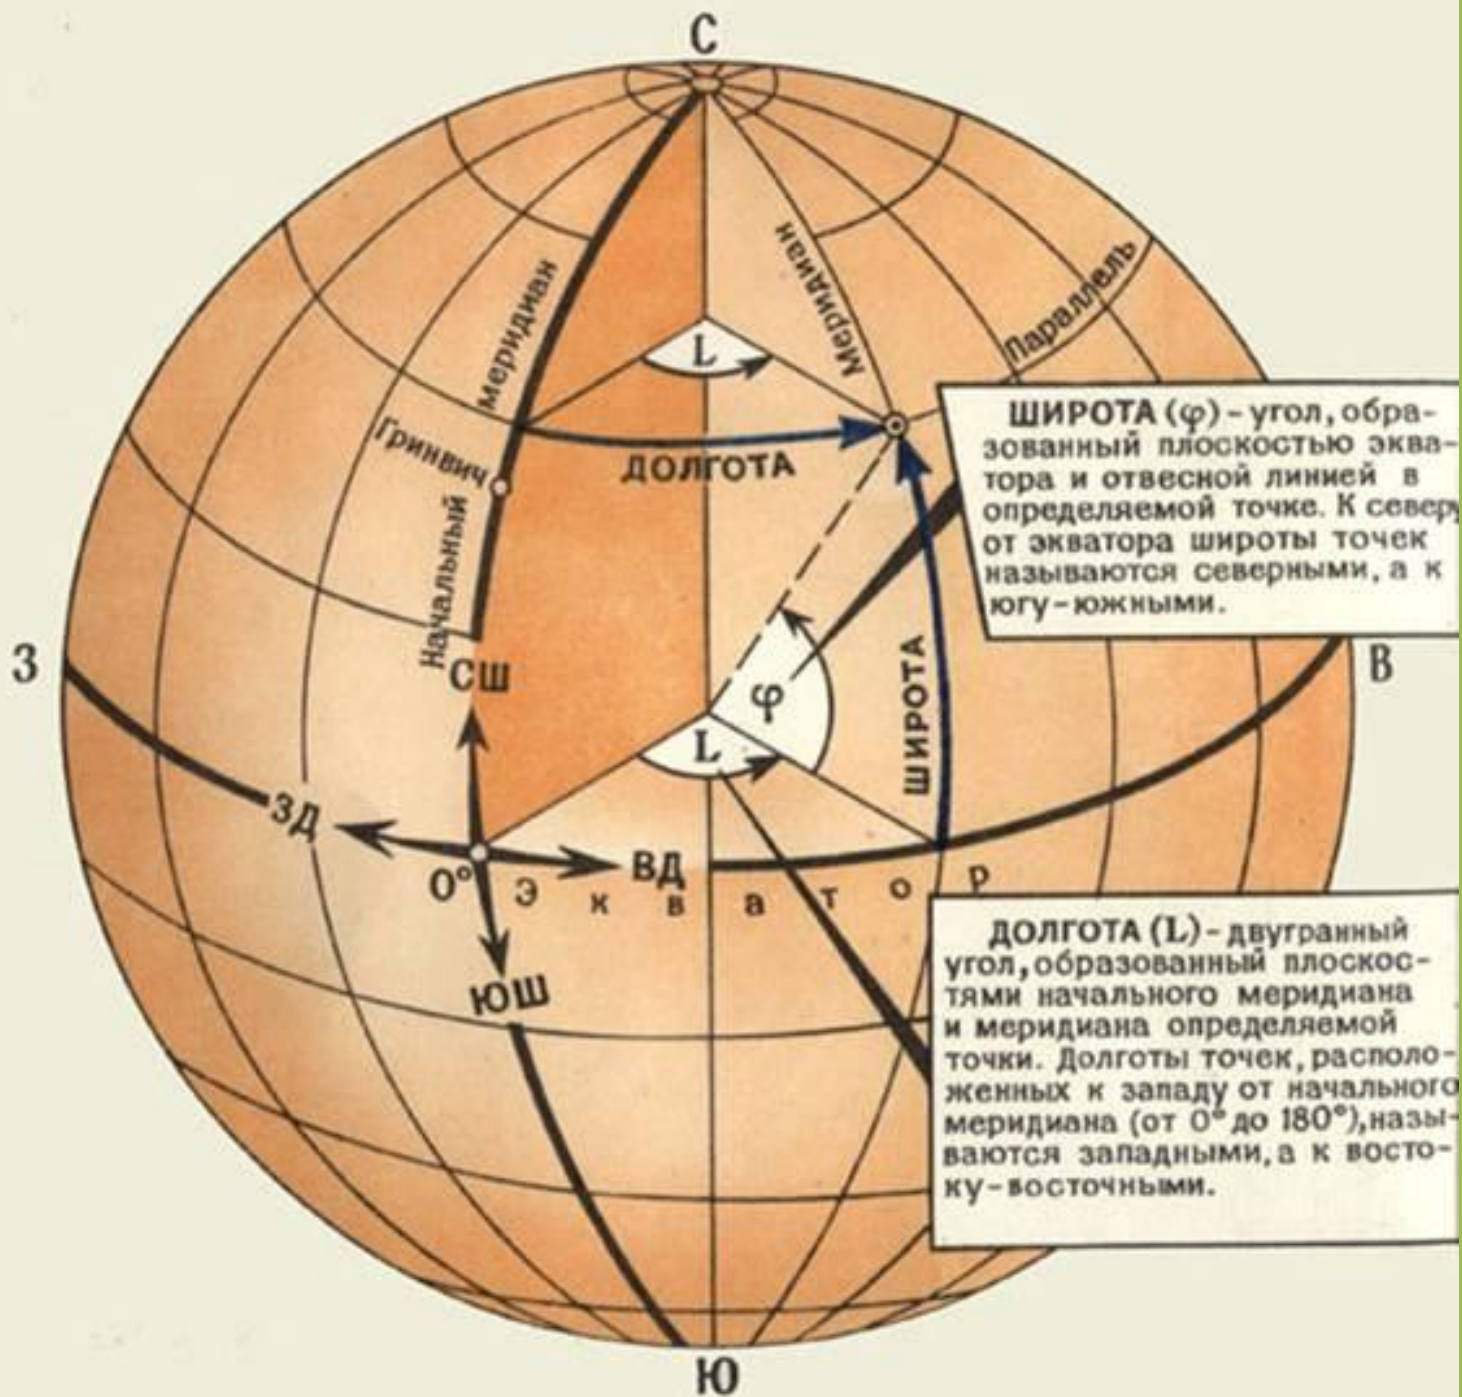 С
Меридиан
меридиан
Параллель
L
Гринвич
ДОЛГОТА
ШИРОТА (φ) - угол, обра-
зованный плоскостью эква-
тора и отвесной линией в
определяемой точке. К северу
от экватора широты точек
называются северными, а к
югу-южными.
Начальный
З
СШ
φ
ШИРОТА
В
L
ЗД
0°
ВД
Экватор
ЮШ
ДОЛГОТА (L) - двугранный
угол, образованный плоскос-
тями начального меридиана
и меридиана определяемой
точки. Долготы точек, располо-
женных к западу от начального
меридиана (от 0° до 180°), назы-
ваются западными, а к восто-
ку-восточными.
Ю